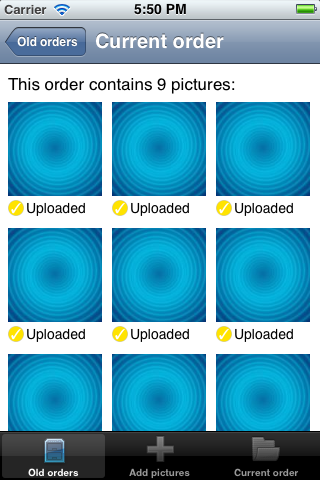 Carrier 5:50 PM
Old orders Current order
This order contains 9 pictures:
Uploaded Uploaded Uploaded
Uploaded Uploaded Uploaded
Old orders Add pictures Current order